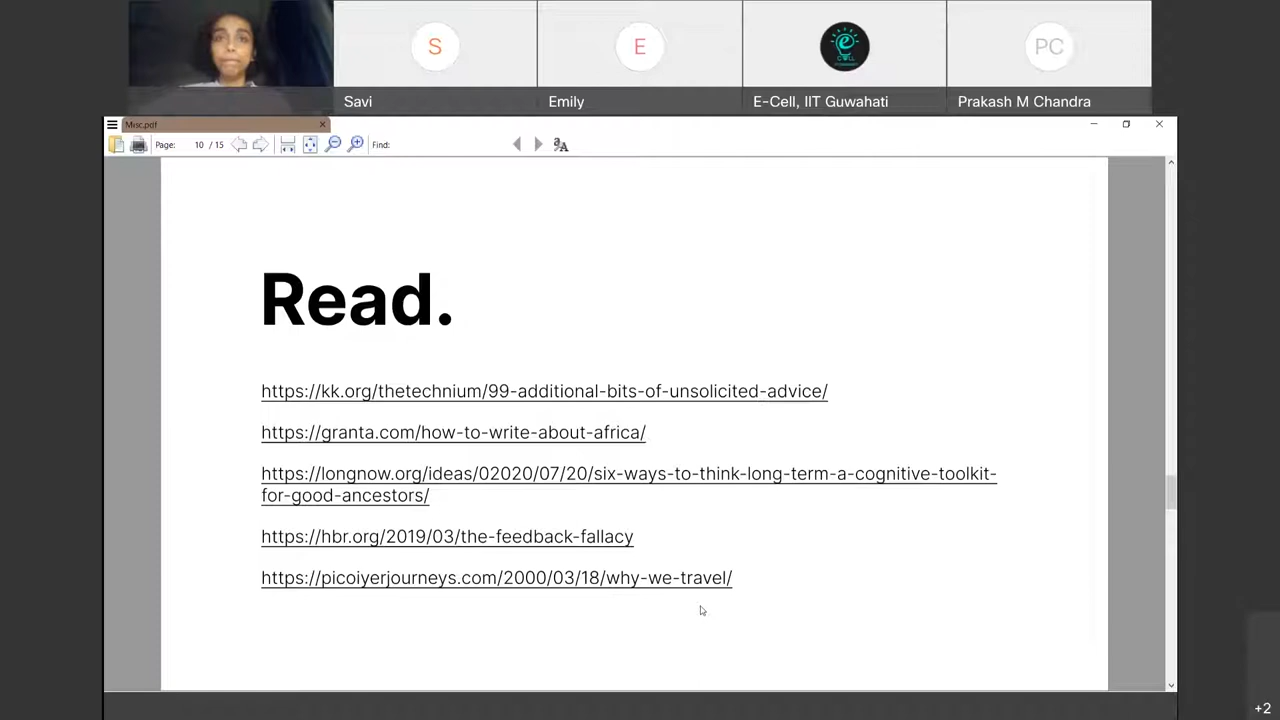 S
E
PC
Savi
Emily
E-Cell, IIT Guwahati
Prakash M Chandra
Misc.pdf
Page: 10 / 15 Find:
Read.
https://kk.org/thetechnium/99-additional-bits-of-unsolicited-advice/
https://granta.com/how-to-write-about-africa/
https://longnow.org/ideas/02020/07/20/six-ways-to-think-long-term-a-cognitive-toolkit-
for-good-ancestors/
https://hbr.org/2019/03/the-feedback-fallacy
https://picoiyerjourneys.com/2000/03/18/why-we-travel/
+2